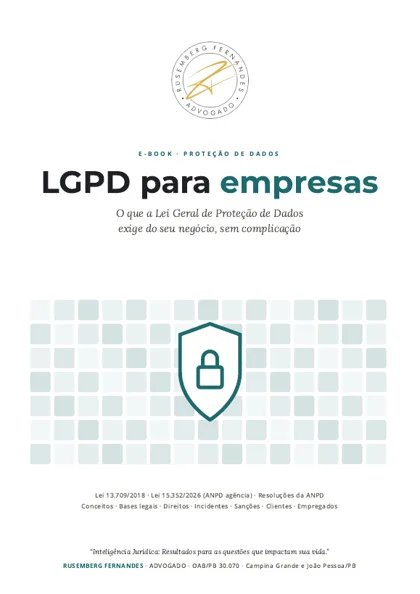 RUSEMBERG FERNANDES
ADVOGADO
E-BOOK · PROTEÇÃO DE DADOS
LGPD para empresas
O que a Lei Geral de Proteção de Dados
exige do seu negócio, sem complicação
Lei 13.709/2018 · Lei 15.352/2026 (ANPD agência) · Resoluções da ANPD
Conceitos · Bases legais · Direitos · Incidentes · Sanções · Clientes · Empregados
"Inteligência Jurídica: Resultados para as questões que impactam sua vida."
RUSEMBERG FERNANDES · ADVOGADO · OAB/PB 30.070 · Campina Grande e João Pessoa/PB